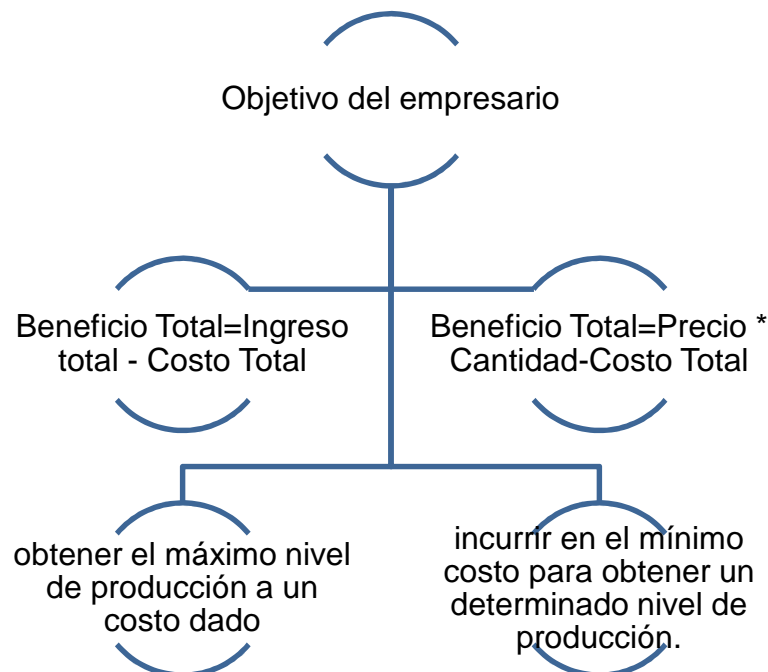 Objetivo del empresario
Beneficio Total=Ingreso
total - Costo Total
Beneficio Total=Precio *
Cantidad-Costo Total
obtener el máximo nivel
de producción a un
costo dado
incurrir en el mínimo
costo para obtener un
determinado nivel de
producción.